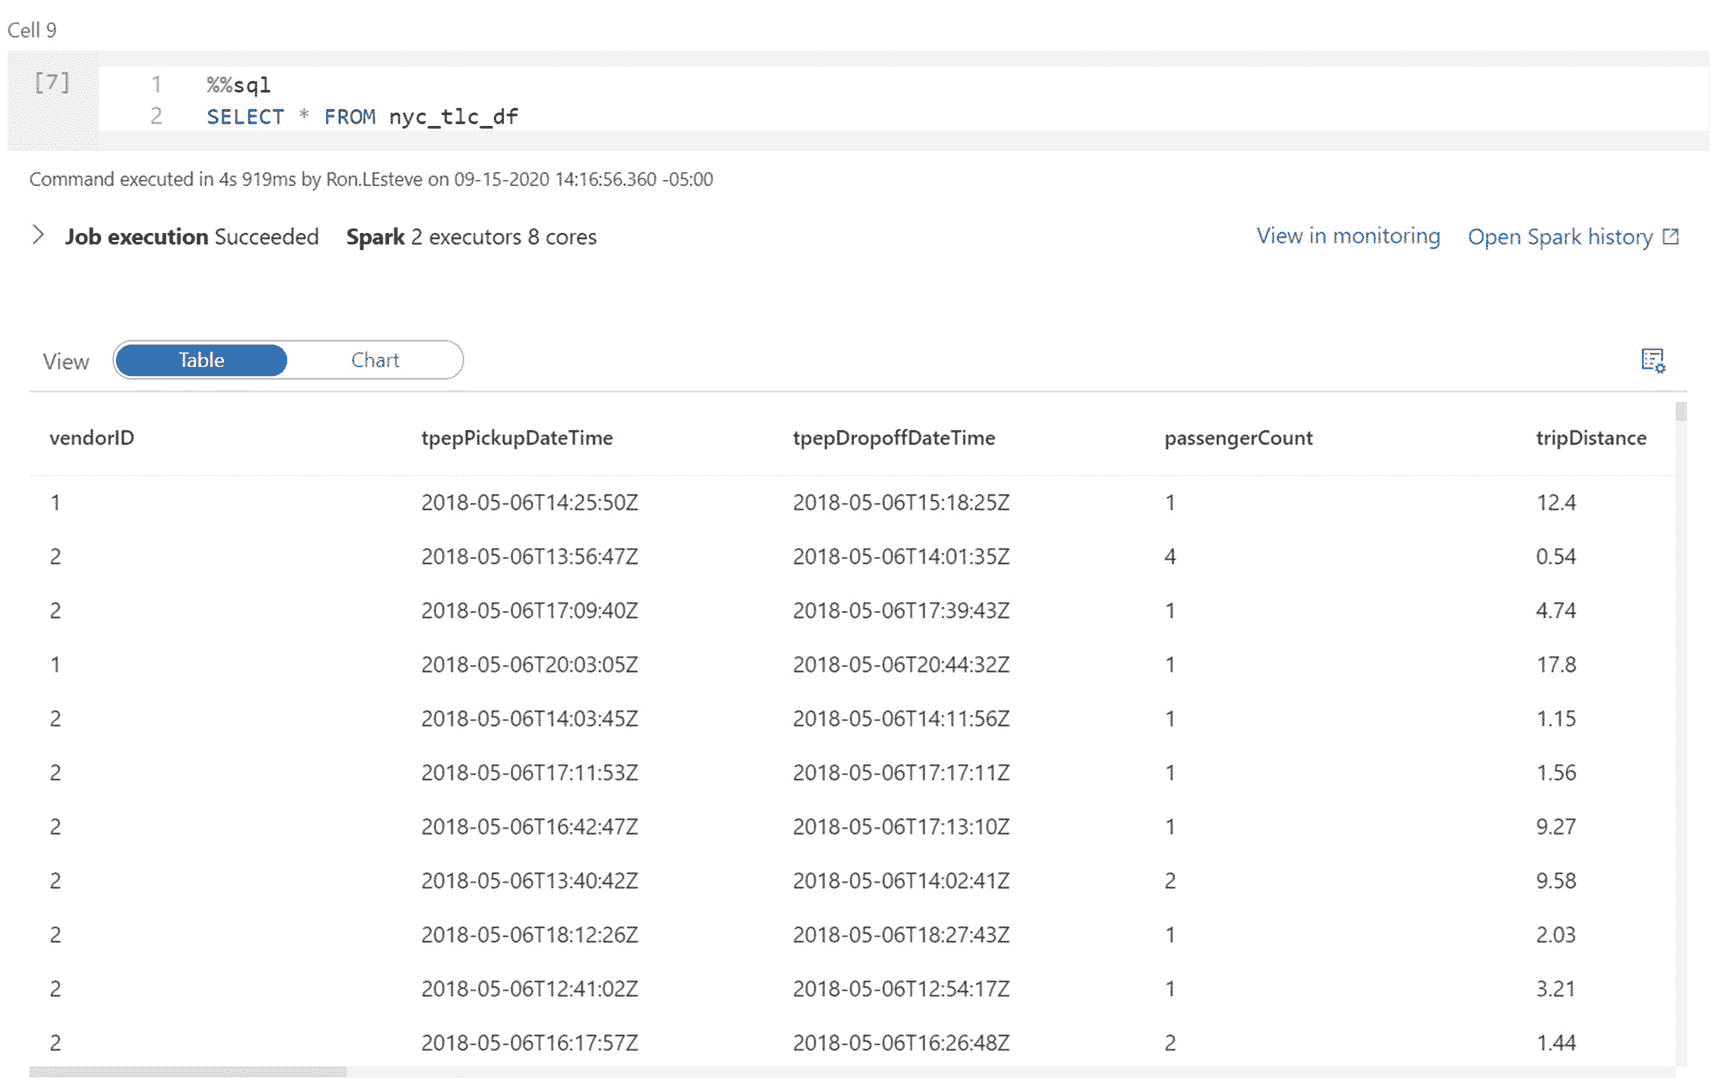 Cell 9
[7]
1 %%sql
2 SELECT * FROM nyc_tlc_df
Command executed in 4s 919ms by Ron.LEsteve on 09-15-2020 14:16:56.360 -05:00
Job execution Succeeded Spark 2 executors 8 cores View in monitoring Open Spark history
View Table Chart
vendorID tpepPickupDateTime tpepDropoffDateTime passengerCount tripDistance
1 2018-05-06T14:25:50Z 2018-05-06T15:18:25Z 1 12.4
2 2018-05-06T13:56:47Z 2018-05-06T14:01:35Z 4 0.54
2 2018-05-06T17:09:40Z 2018-05-06T17:39:43Z 1 4.74
1 2018-05-06T20:03:05Z 2018-05-06T20:44:32Z 1 17.8
2 2018-05-06T14:03:45Z 2018-05-06T14:11:56Z 1 1.15
2 2018-05-06T17:11:53Z 2018-05-06T17:17:11Z 1 1.56
2 2018-05-06T16:42:47Z 2018-05-06T17:13:10Z 1 9.27
2 2018-05-06T13:40:42Z 2018-05-06T14:02:41Z 2 9.58
2 2018-05-06T18:12:26Z 2018-05-06T18:27:43Z 1 2.03
2 2018-05-06T12:41:02Z 2018-05-06T12:54:17Z 1 3.21
2 2018-05-06T16:17:57Z 2018-05-06T16:26:48Z 2 1.44